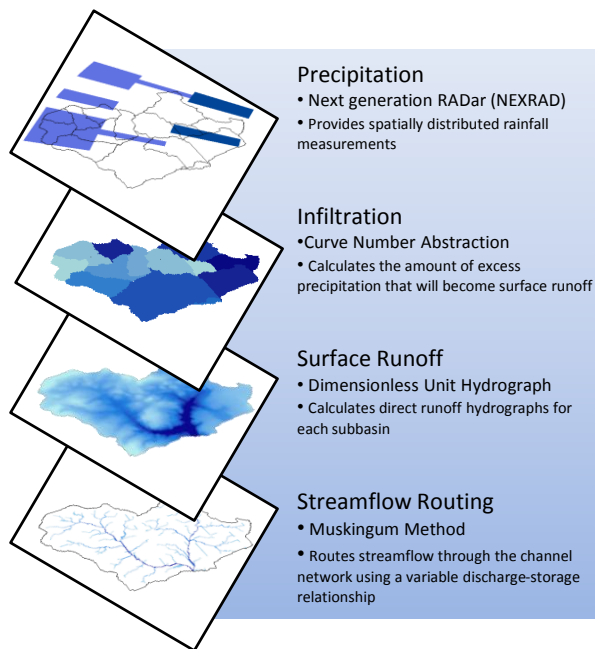 Precipitation
• Next generation RADar (NEXRAD)
• Provides spatially distributed rainfall
measurements
Infiltration
•Curve Number Abstraction
• Calculates the amount of excess
precipitation that will become surface runoff
Surface Runoff
• Dimensionless Unit Hydrograph
• Calculates direct runoff hydrographs for
each subbasin
Streamflow Routing
• Muskingum Method
• Routes streamflow through the channel
network using a variable discharge-storage
relationship